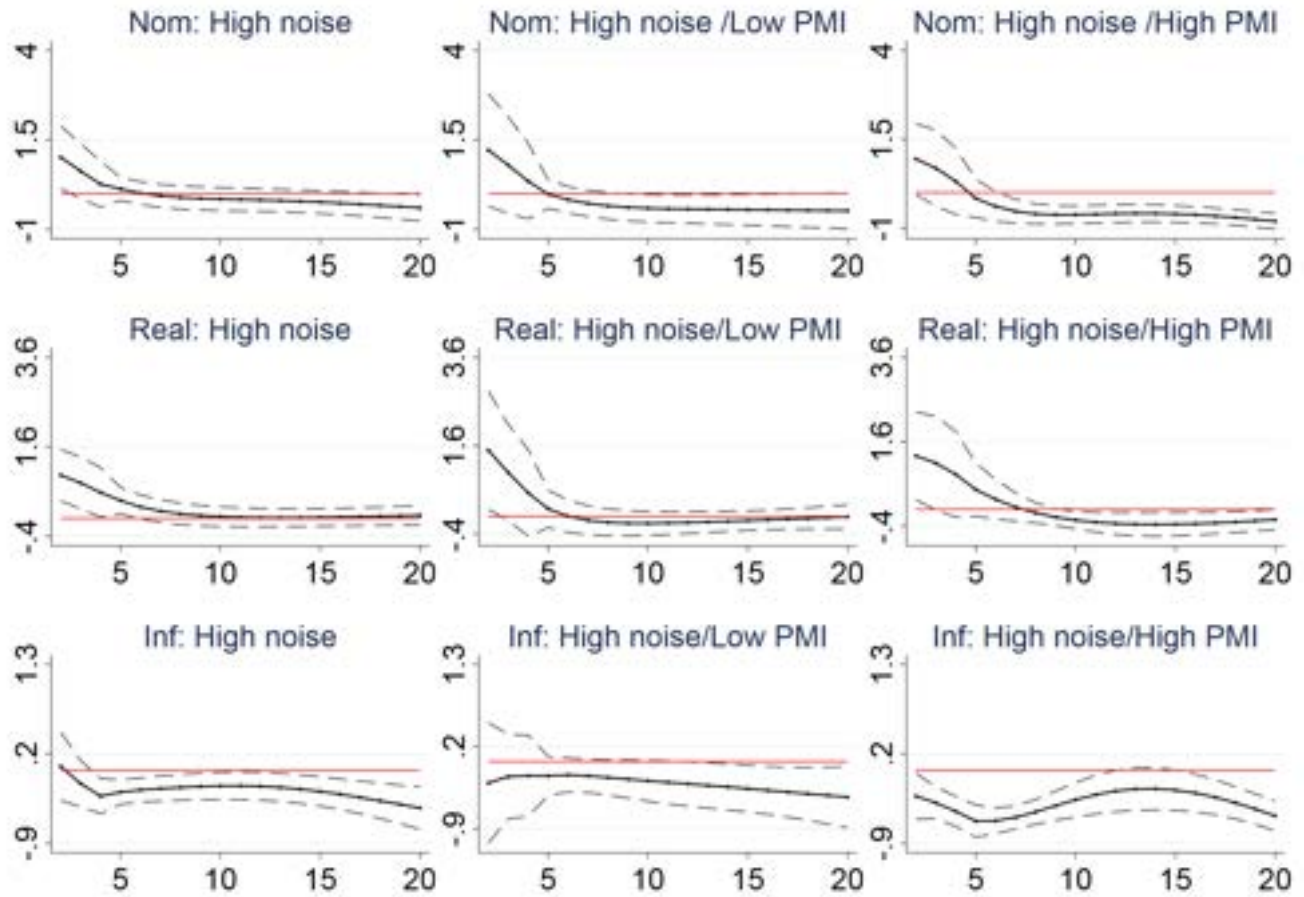 Nom: High noise
Nom: High noise /Low PMI
Nom: High noise /High PMI
4
1.5
-1
5 10 15 20
4
1.5
-1
5 10 15 20
4
1.5
-1
5 10 15 20
Real: High noise
Real: High noise/Low PMI
Real: High noise/High PMI
3.6
1.6
-.4
5 10 15 20
3.6
1.6
-.4
5 10 15 20
3.6
1.6
-.4
5 10 15 20
Inf: High noise
Inf: High noise/Low PMI
Inf: High noise/High PMI
1.3
.2
-.9
5 10 15 20
1.3
.2
-.9
5 10 15 20
1.3
.2
-.9
5 10 15 20